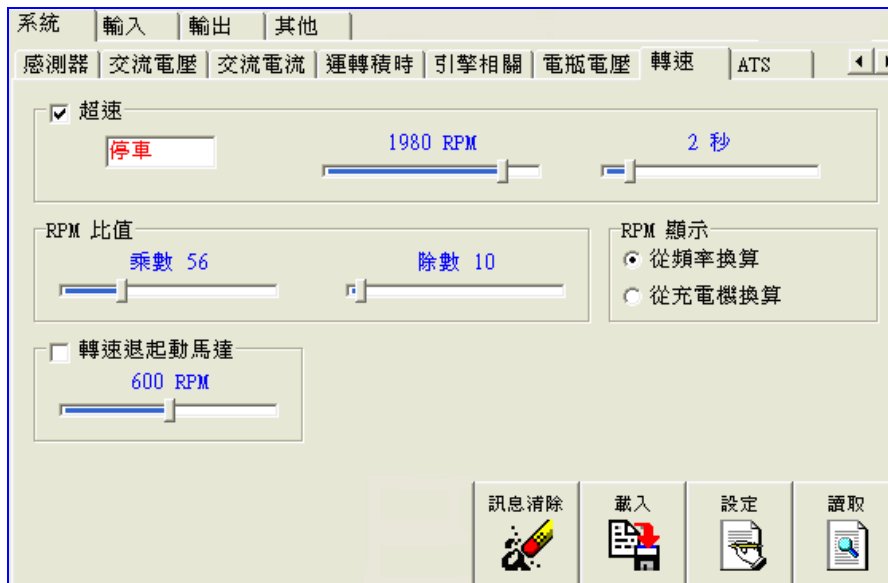 系統 輸入 輸出 其他
感測器 交流電壓 交流電流 運轉積時 引擎相關 電瓶電壓 轉速 ATS
超速
停車 1980 RPM 2 秒
RPM 比值 RPM 顯示
乘數 56 除數 10 從頻率換算
從充電機換算
轉速退起動馬達
600 RPM
訊息清除 載入 設定 讀取